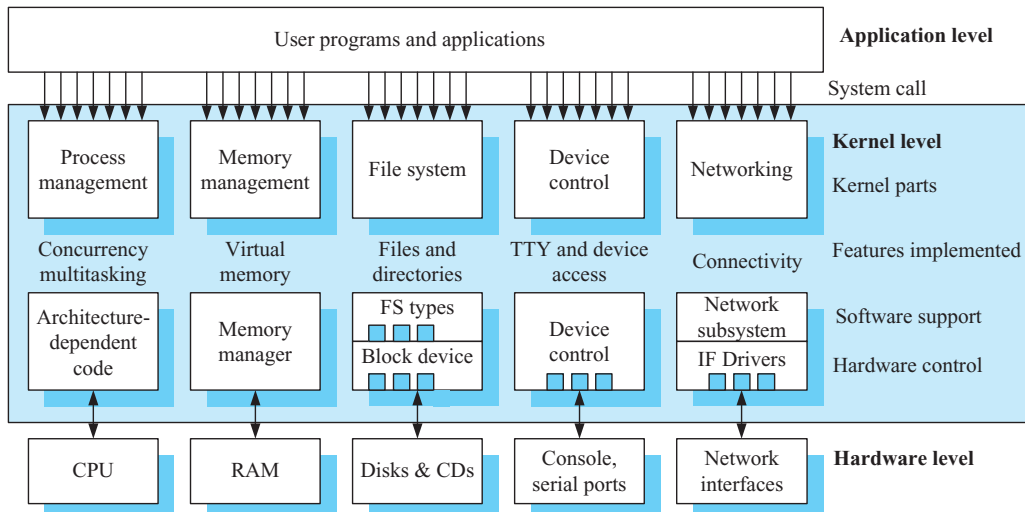 User programs and applications
Application level
System call
Kernel level
Process
management
Memory
management
File system
Device
control
Networking
Kernel parts
Concurrency
multitasking
Virtual
memory
Files and
directories
TTY and device
access
Connectivity
Features implemented
Architecture-
dependent
code
Memory
manager
FS types
Block device
Device
control
Network
subsystem
IF Drivers
Software support
Hardware control
CPU
RAM
Disks & CDs
Console,
serial ports
Network
interfaces
Hardware level